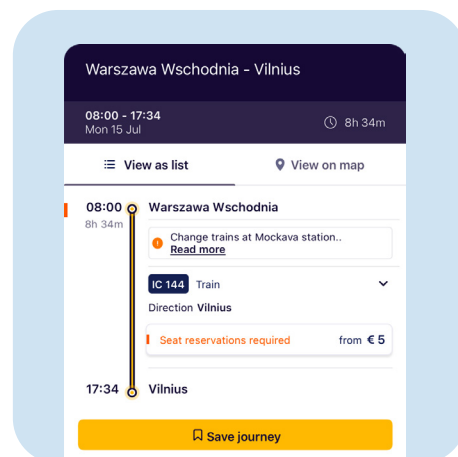 Warszawa Wschodnia - Vilnius
08:00 - 17:34
Mon 15 Jul
8h 34m
View as list
View on map
08:00 Warszawa Wschodnia
8h 34m
Change trains at Mockava station..
Read more
IC 144 Train
Direction Vilnius
Seat reservations required from € 5
17:34 Vilnius
Save journey